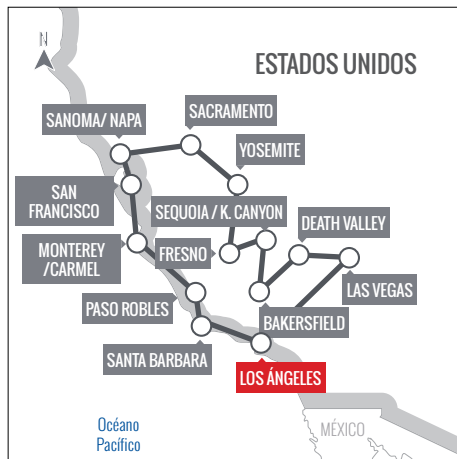 N
ESTADOS UNIDOS
SACRAMENTO
SANOMA/ NAPA
YOSEMITE
SAN
FRANCISCO
SEQUOIA / K. CANYON
DEATH VALLEY
MONTEREY
/CARMEL
FRESNO
LAS VEGAS
PASO ROBLES
BAKERSFIELD
SANTA BARBARA
LOS ÁNGELES
Océano
Pacífico
MÉXICO